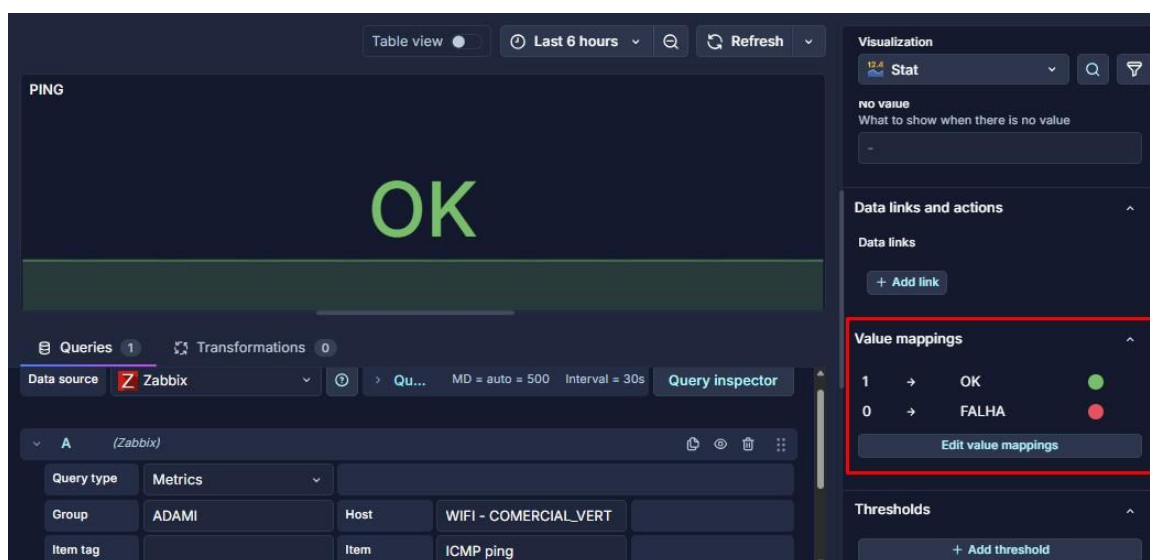 Table view
Last 6 hours
Refresh
PING
OK
Queries 1
Transformations 0
Data source
Z Zabbix
Qu...
MD = auto = 500
Interval = 30s
Query inspector
A
(Zabbix)
Query type
Metrics
Group
ADAMI
Host
WIFI - COMERCIAL_VERT
Item tag
Item
ICMP ping
Visualization
12.4 Stat
No value
What to show when there is no value
-
Data links and actions
Data links
+ Add link
Value mappings
1 → OK
0 → FALHA
Edit value mappings
Thresholds
+ Add threshold